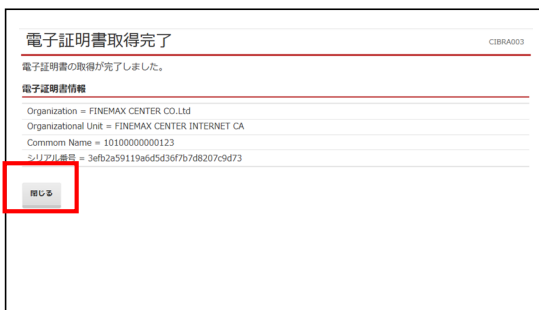 電子証明書取得完了
CIBRA003
電子証明書の取得が完了しました。
電子証明書情報
Organization = FINEMAX CENTER CO.Ltd
Organizational Unit = FINEMAX CENTER INTERNET CA
Commom Name = 10100000000123
シリアル番号 = 3efb2a59119a6d5d36f7b7d8207c9d73
閉じる